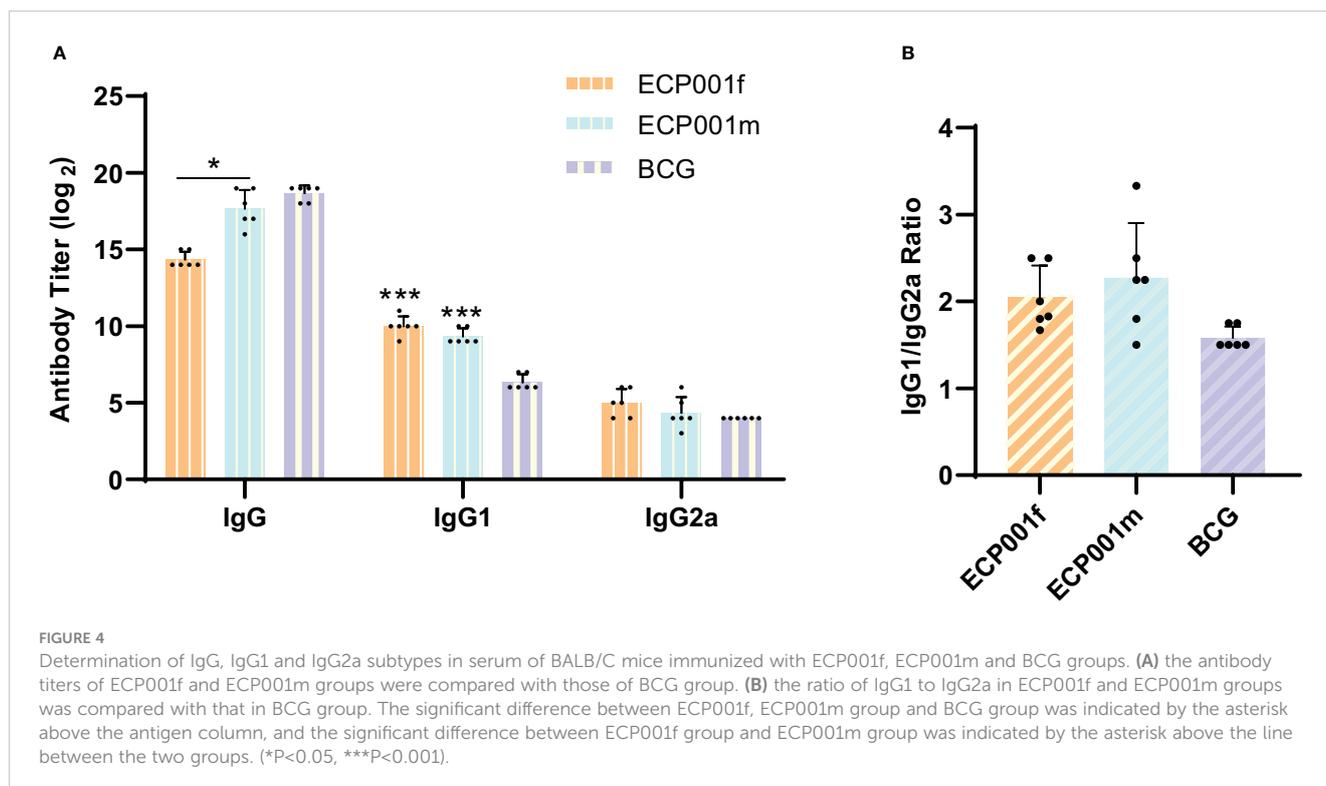 A
B
ECP001f
ECP001m
BCG
25
20
15
10
5
0
Antibody Titer (log 2)
*
***
***
IgG
IgG1
IgG2a
4
3
2
1
0
IgG1/IgG2a Ratio
ECP001f
ECP001m
BCG
FIGURE 4
Determination of IgG, IgG1 and IgG2a subtypes in serum of BALB/C mice immunized with ECP001f, ECP001m and BCG groups. (A) the antibody
titers of ECP001f and ECP001m groups were compared with those of BCG group. (B) the ratio of IgG1 to IgG2a in ECP001f and ECP001m groups
was compared with that in BCG group. The significant difference between ECP001f, ECP001m group and BCG group was indicated by the asterisk
above the antigen column, and the significant difference between ECP001f group and ECP001m group was indicated by the asterisk above the line
between the two groups. (*P<0.05, ***P<0.001).